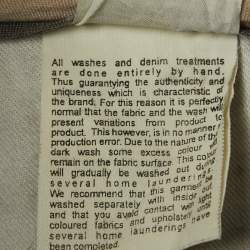 All washes and denim treatments
are done entirely by hand.
Thus guarantying the authenticity and
uniqueness which is characteristic of
the brand. For this reason it is perfectly
normal that the fabric and the wash will
present variations from product to
product. This however, is in no manner a
production error. Due to the nature of the
dark wash some excess colour will
remain on the fabric surface. This color
will gradually be washed out during
several home launderings.
We recommend that this garment be
washed separately with inside out
and that you avaid contact with light
coloured fabrics and upholstery
several home launderings have
been completed.